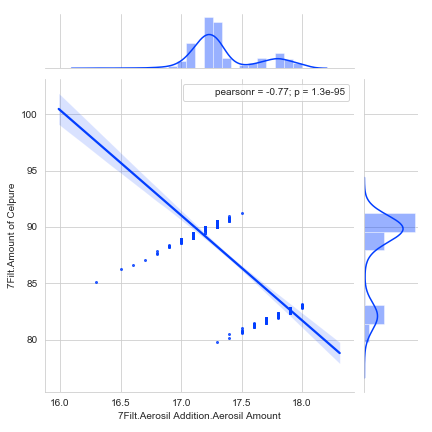 pearsonr = -0.77; p = 1.3e-95
100
95
90
85
80
7Filt.Amount of Celpure
16.0 16.5 17.0 17.5 18.0
7Filt.Aerosil Addition.Aerosil Amount